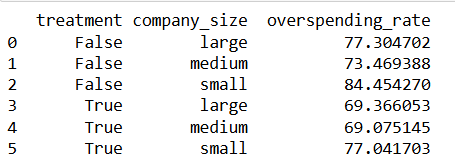 treatment company_size overspending_rate
0 False large 77.304702
1 False medium 73.469388
2 False small 84.454270
3 True large 69.366053
4 True medium 69.075145
5 True small 77.041703